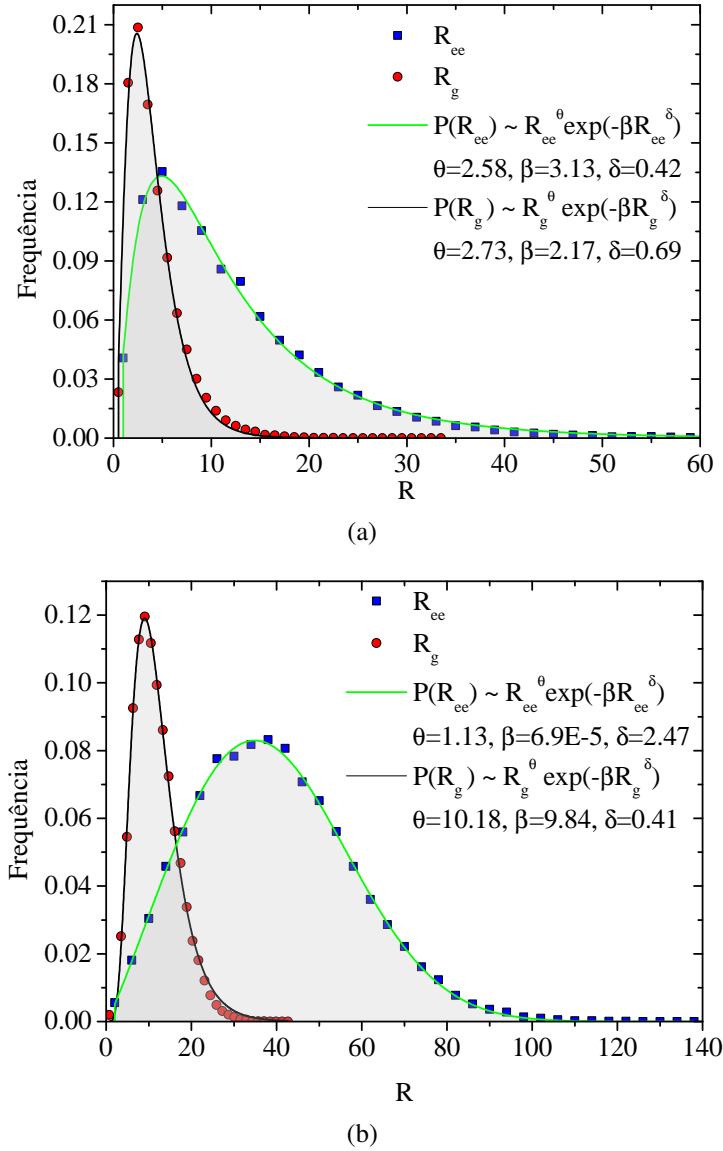 0.21
0.18
0.15
0.12
0.09
0.06
0.03
0.00
Frequência
R_ee
R_g
P(R_ee) ~ R_ee^θ exp(-βR_ee^δ)
θ=2.58, β=3.13, δ=0.42
P(R_g) ~ R_g^θ exp(-βR_g^δ)
θ=2.73, β=2.17, δ=0.69
0 10 20 30 40 50 60
R
(a)
0.12
0.10
0.08
0.06
0.04
0.02
0.00
Frequência
R_ee
R_g
P(R_ee) ~ R_ee^θ exp(-βR_ee^δ)
θ=1.13, β=6.9E-5, δ=2.47
P(R_g) ~ R_g^θ exp(-βR_g^δ)
θ=10.18, β=9.84, δ=0.41
0 20 40 60 80 100 120 140
R
(b)